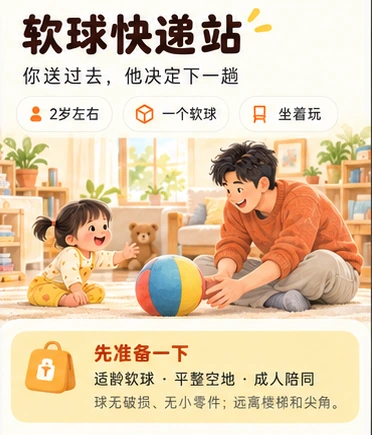 软球快递站
你送过去，他决定下一趟
2岁左右
一个软球
坐着玩
先准备一下
适龄软球 · 平整空地 · 成人陪同
球无破损、无小零件；远离楼梯和尖角。